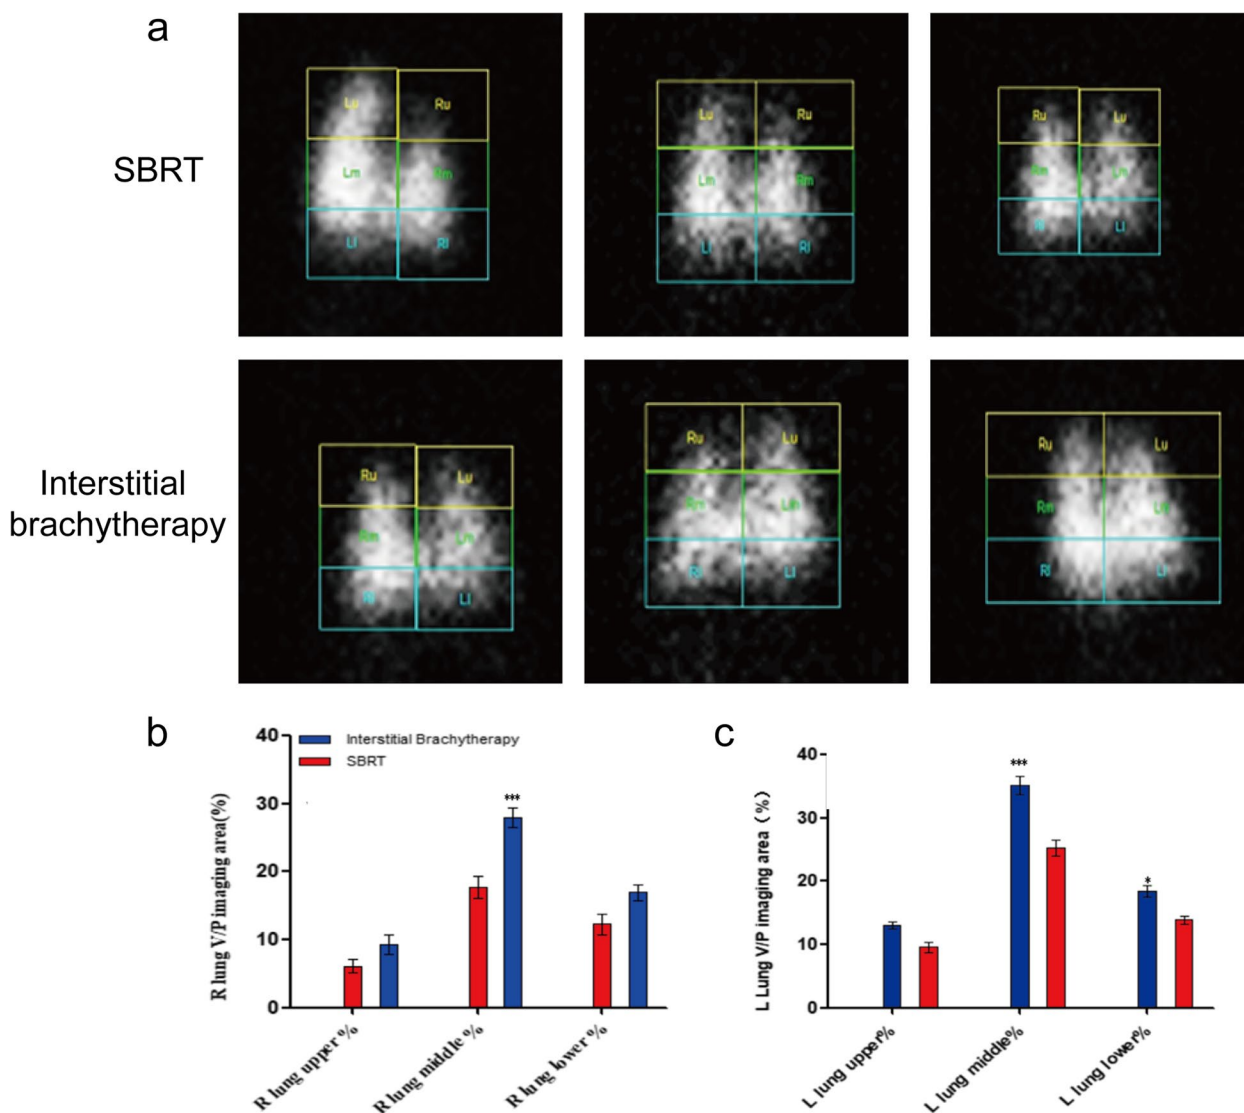 a
SBRT
Lu Ru
Lm Rm
Ll Rl
Lu Ru
Lm Rm
Ll Rl
Ru Lu
Rm Lm
Rl Ll
Interstitial
brachytherapy
Ru Lu
Rm Lm
Rl Ll
Ru Lu
Rm Lm
Rl Ll
Ru Lu
Rm Lm
Rl Ll
b
R lung V/P imaging area(%)
40
30
20
10
0
Interstitial Brachytherapy
SBRT
***
R lung upper %
R lung middle %
R lung lower %
c
L Lung V/P imaging area (%)
40
30
20
10
0
***
*
L lung upper%
L lung middle%
L lung lower%